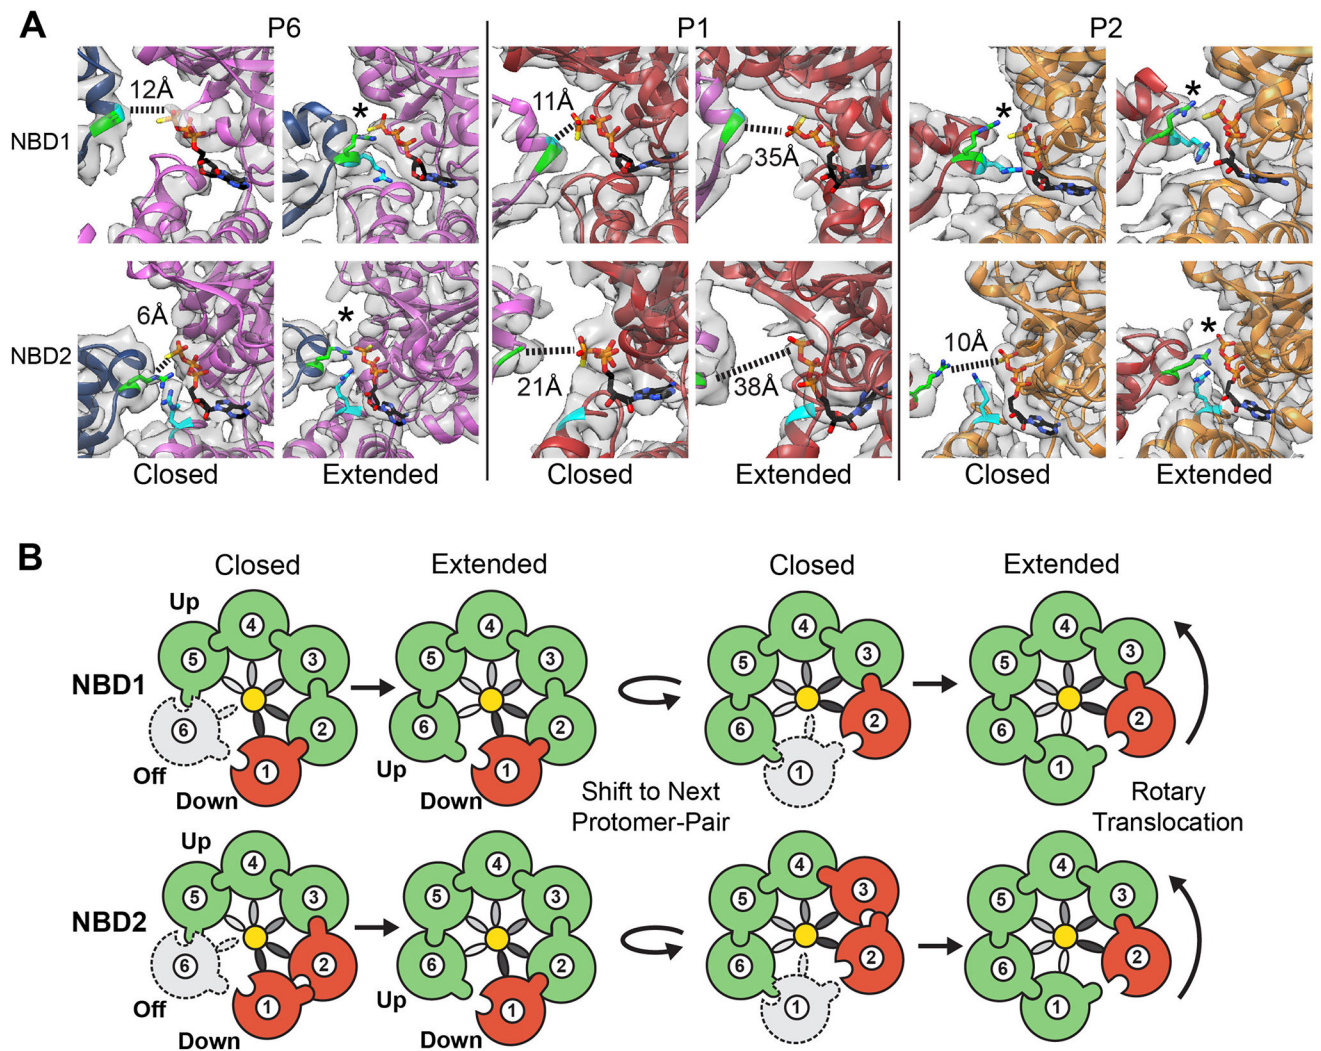 A
P6
P1
P2
NBD1
12Å
*
11Å
35Å
*
*
NBD2
6Å
*
21Å
38Å
10Å
*
Closed
Extended
Closed
Extended
Closed
Extended
B
Closed
Extended
Closed
Extended
NBD1
Up
4
5
3
6
2
1
Off
Down
4
5
3
6
2
1
Up
Down
Shift to Next
Protomer-Pair
4
5
3
6
2
1
4
5
3
6
2
1
Rotary
Translocation
NBD2
Up
4
5
3
6
2
1
Off
Down
4
5
3
6
2
1
Up
Down
4
5
3
6
2
1
4
5
3
6
2
1